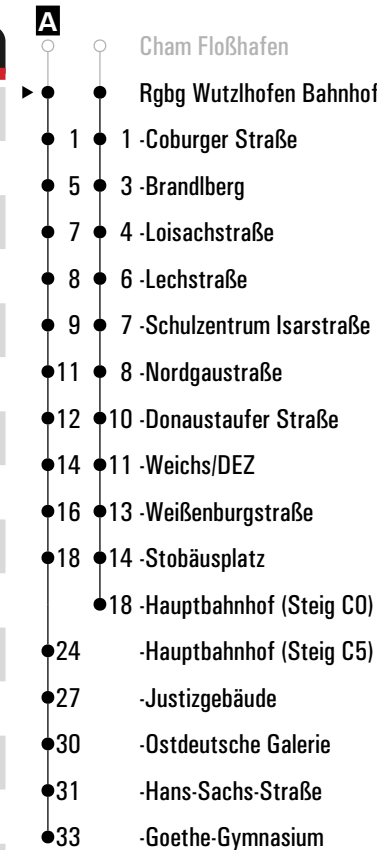 A
Cham Floßhafen
Rgbg Wutzlhofen Bahnhof
1 1 -Coburger Straße
5 3 -Brandlberg
7 4 -Loisachstraße
8 6 -Lechstraße
9 7 -Schulzentrum Isarstraße
11 8 -Nordgaustraße
12 10 -Donaustaufer Straße
14 11 -Weichs/DEZ
16 13 -Weißenburgstraße
18 14 -Stobäusplatz
18 -Hauptbahnhof (Steig C0)
24 -Hauptbahnhof (Steig C5)
27 -Justizgebäude
30 -Ostdeutsche Galerie
31 -Hans-Sachs-Straße
33 -Goethe-Gymnasium